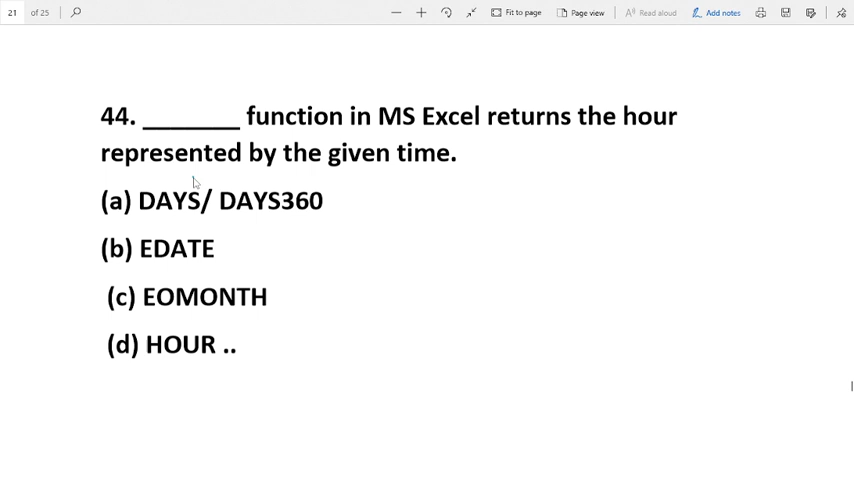 21 of 25 Fit to page Page view Read aloud Add notes
44. _______ function in MS Excel returns the hour
represented by the given time.
(a) DAYS/ DAYS360
(b) EDATE
(c) EOMONTH
(d) HOUR ..